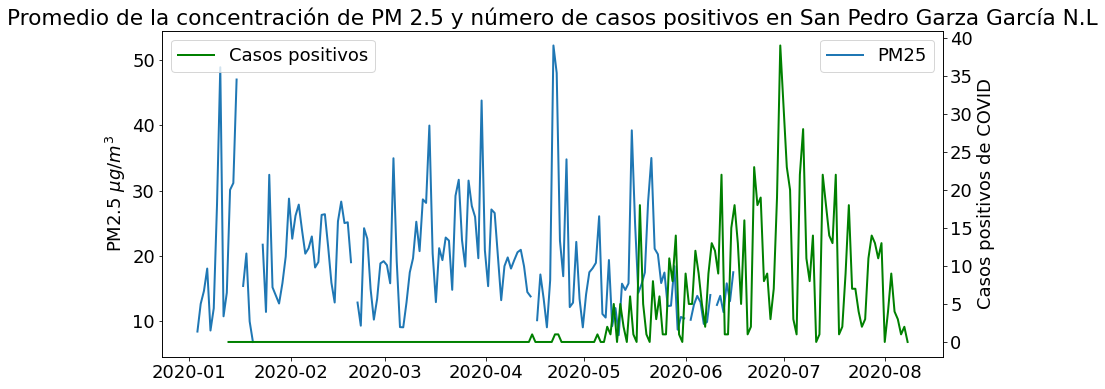 Promedio de la concentración de PM 2.5 y número de casos positivos en San Pedro Garza García N.L
Casos positivos
PM25
PM2.5 μg/m³
50
40
30
20
10
Casos positivos de COVID
40
35
30
25
20
15
10
5
0
2020-01 2020-02 2020-03 2020-04 2020-05 2020-06 2020-07 2020-08